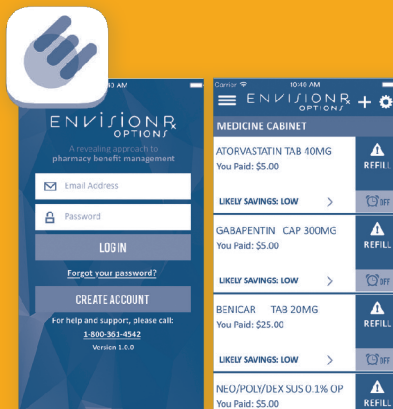 10:40 AM
ENVISIONRx
OPTIONS
A revealing approach to
pharmacy benefit management
Email Address
Password
LOGIN
Forgot your password?
CREATE ACCOUNT
For help and support, please call:
1-800-361-4542
Version 1.0.0
Carrier 10:40 AM
ENVISIONRx
OPTIONS
MEDICINE CABINET
ATORVASTATIN TAB 40MG
You Paid: $5.00
REFILL
LIKELY SAVINGS: LOW
OFF
GABAPENTIN CAP 300MG
You Paid: $5.00
REFILL
LIKELY SAVINGS: LOW
OFF
BENICAR TAB 20MG
You Paid: $25.00
REFILL
LIKELY SAVINGS: LOW
OFF
NEO/POLY/DEX SUS 0.1% OP
You Paid: $5.00
REFILL